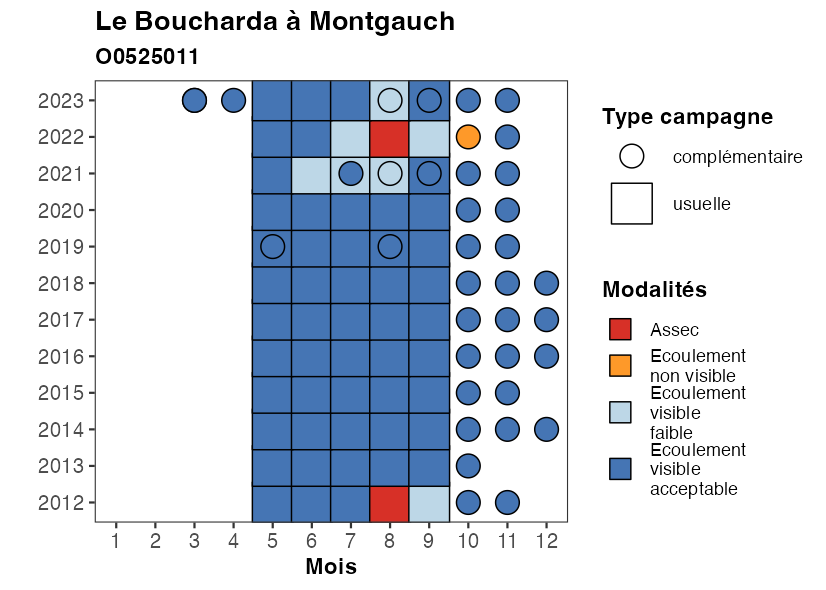 Le Boucharda à Montgauch
O0525011
2023
2022
2021
2020
2019
2018
2017
2016
2015
2014
2013
2012
1 2 3 4 5 6 7 8 9 10 11 12
Mois
Type campagne
complémentaire
usuelle
Modalités
Assec
Ecoulement
non visible
Ecoulement
visible
faible
Ecoulement
visible
acceptable